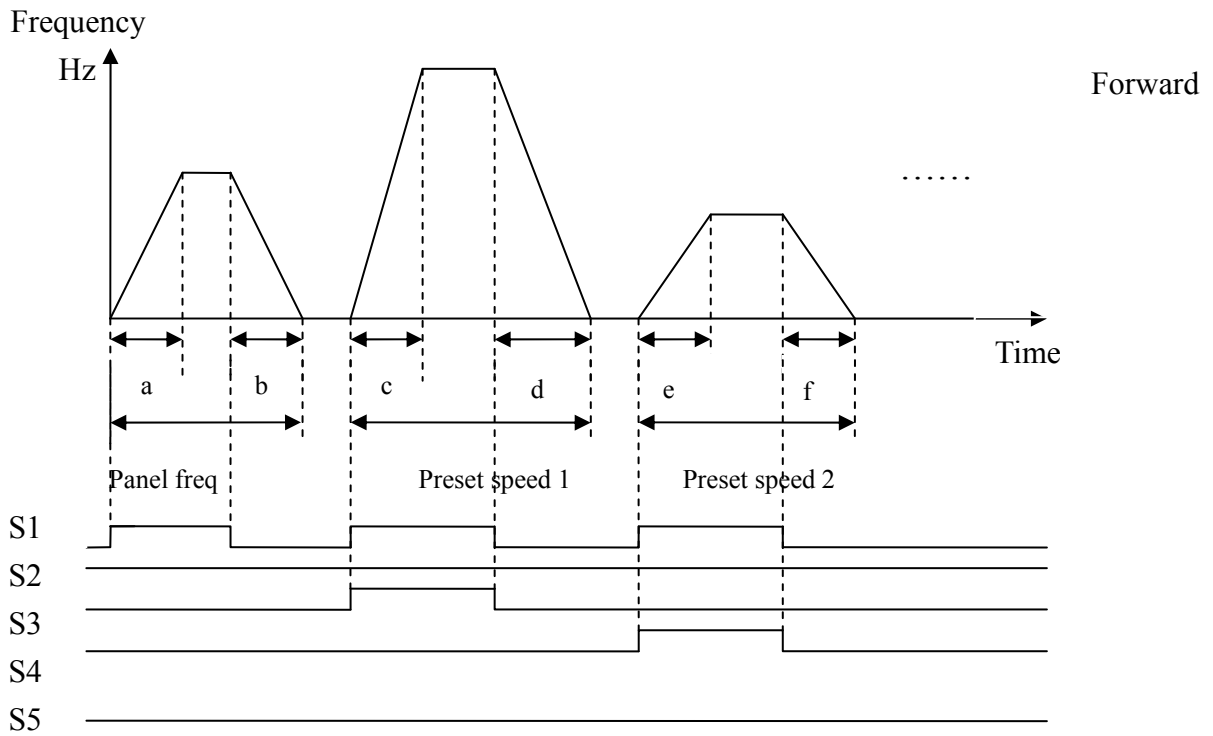 Frequency
Hz
Forward
......
Time
a b c d e f
Panel freq Preset speed 1 Preset speed 2
S1
S2
S3
S4
S5